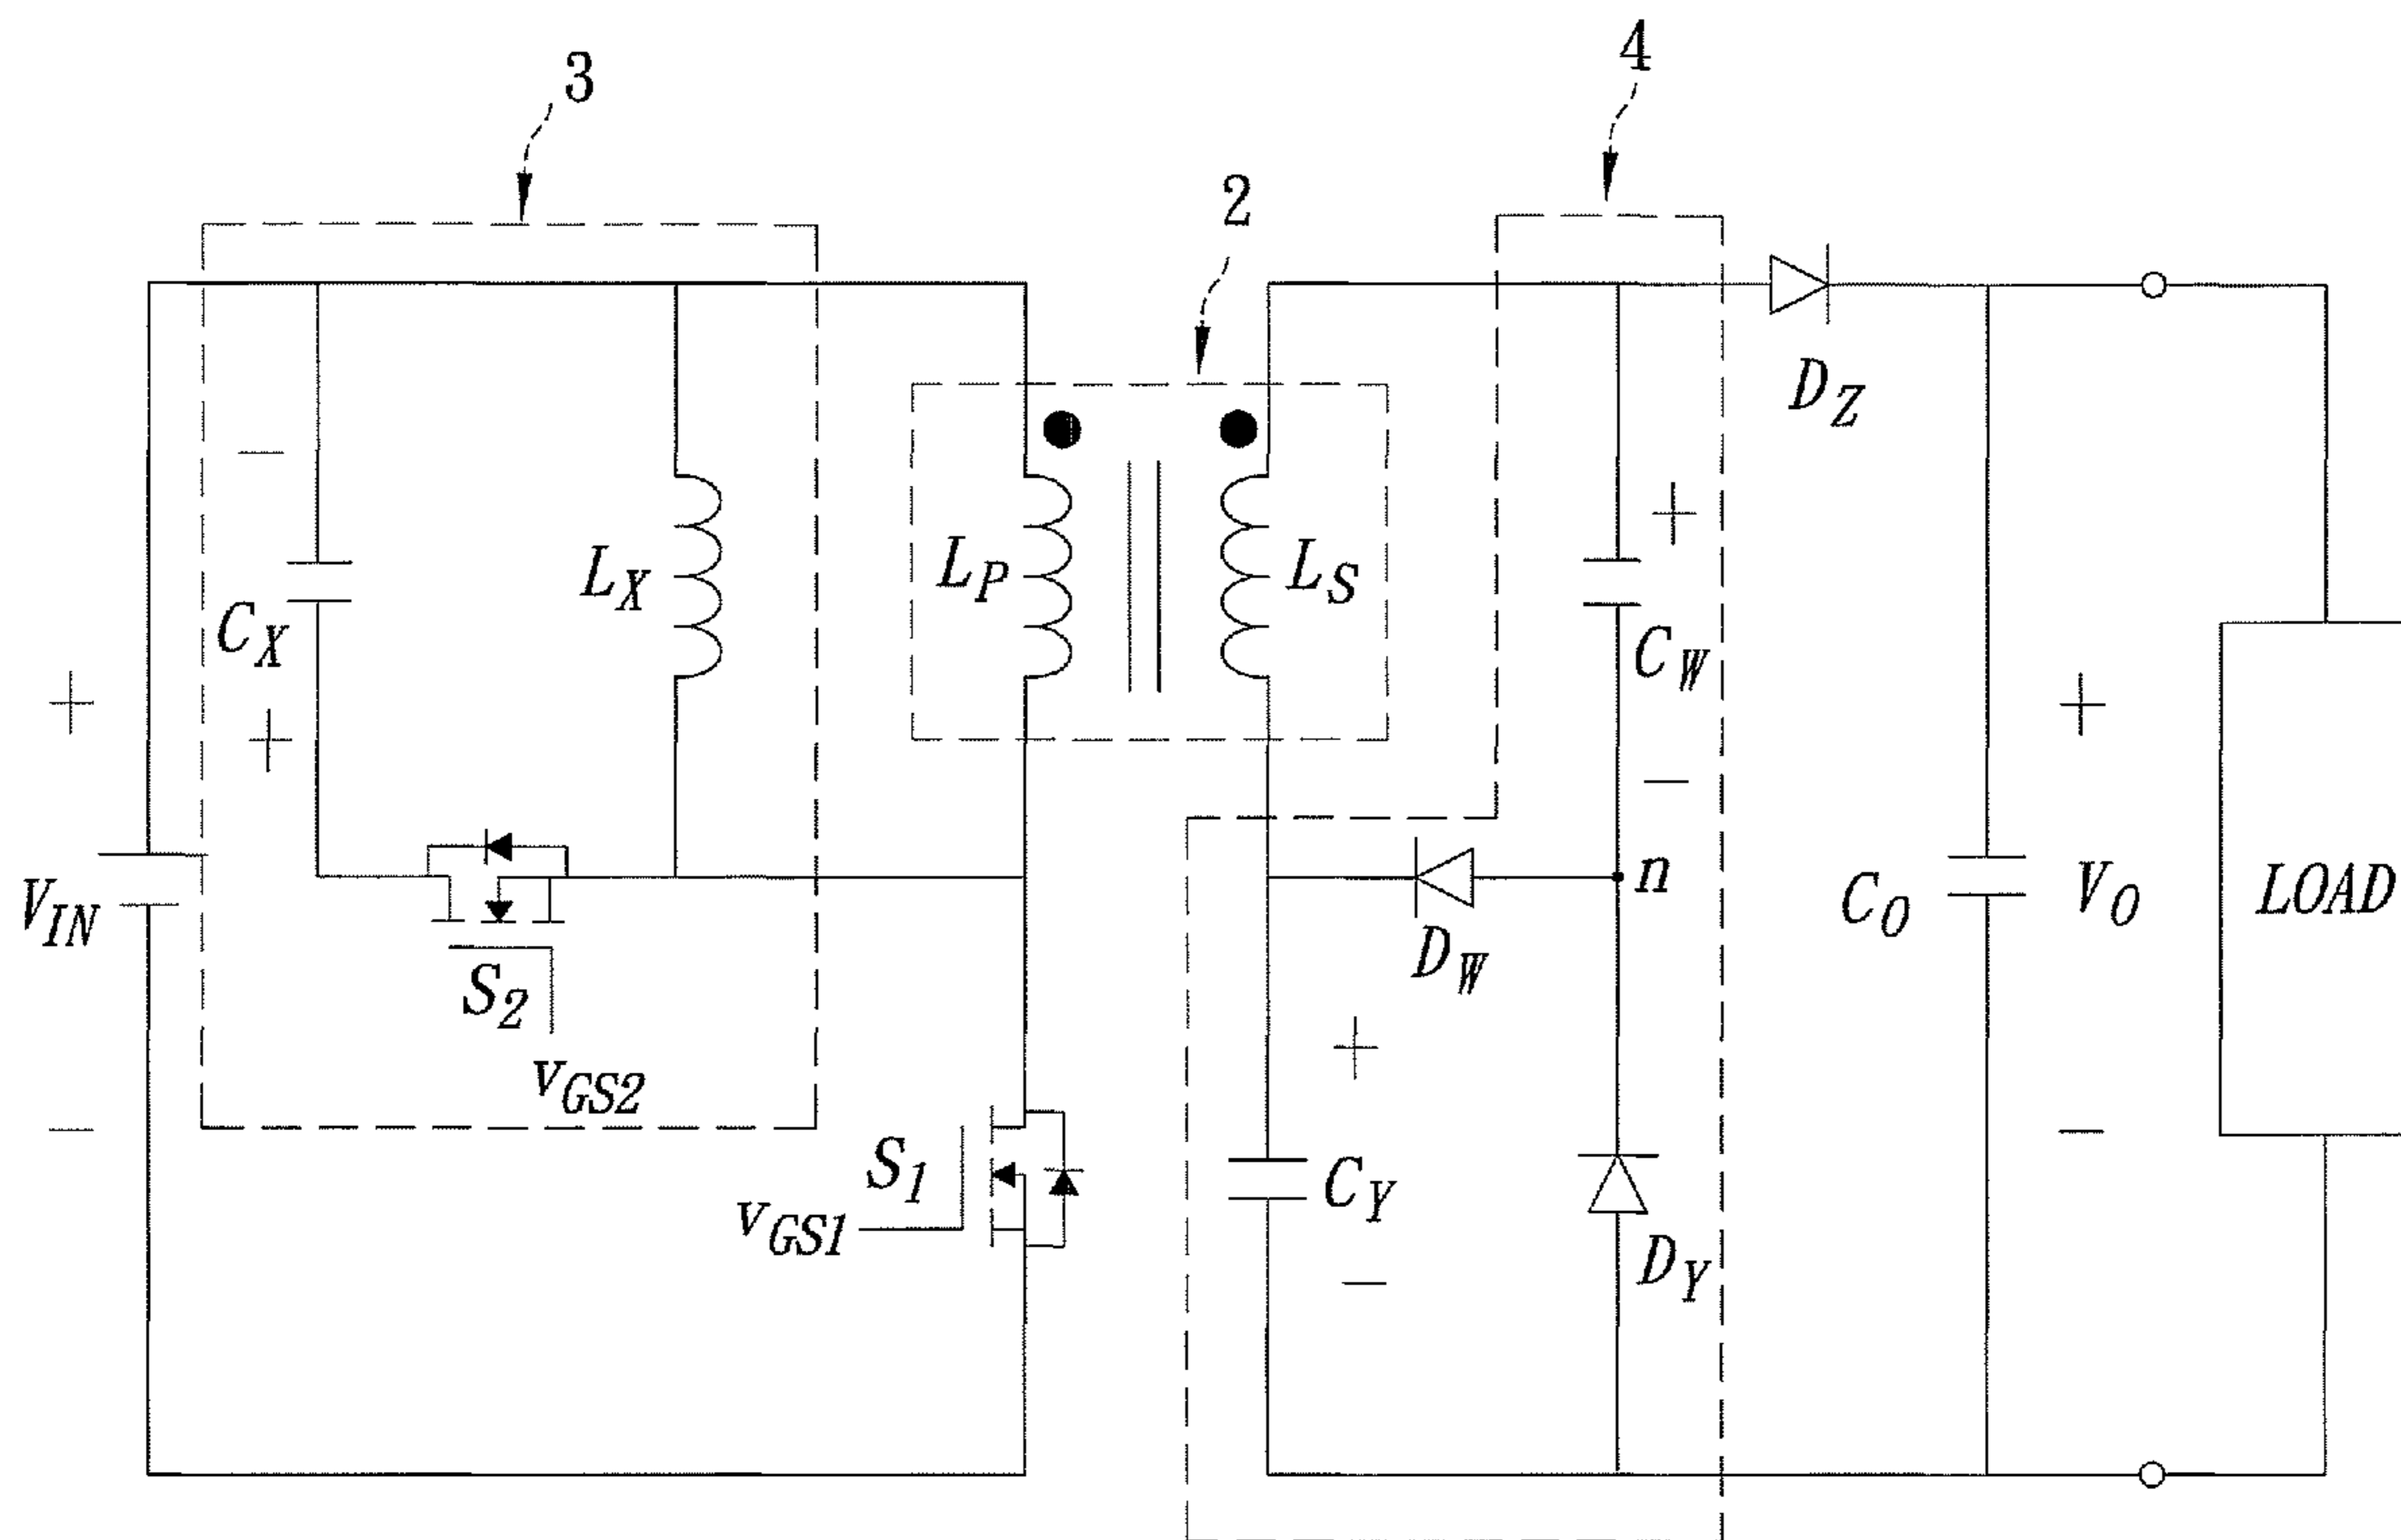 3
4
2
D_Z
L_X
L_P
L_S
C_X
C_W
+
-
+
-
+
-
n
V_IN
D_W
C_O
V_O
+
-
LOAD
S_2
v_GS2
+
-
S_1
v_GS1
C_Y
D_Y